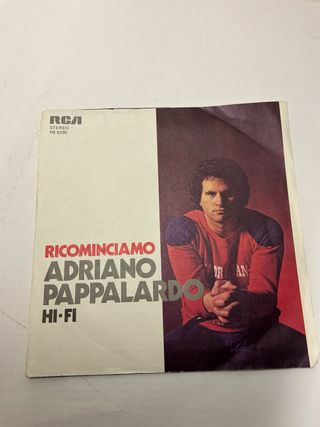 RCA
STEREO
PB 6295
RICOMINCIAMO
ADRIANO
PAPPALARDO
HI-FI